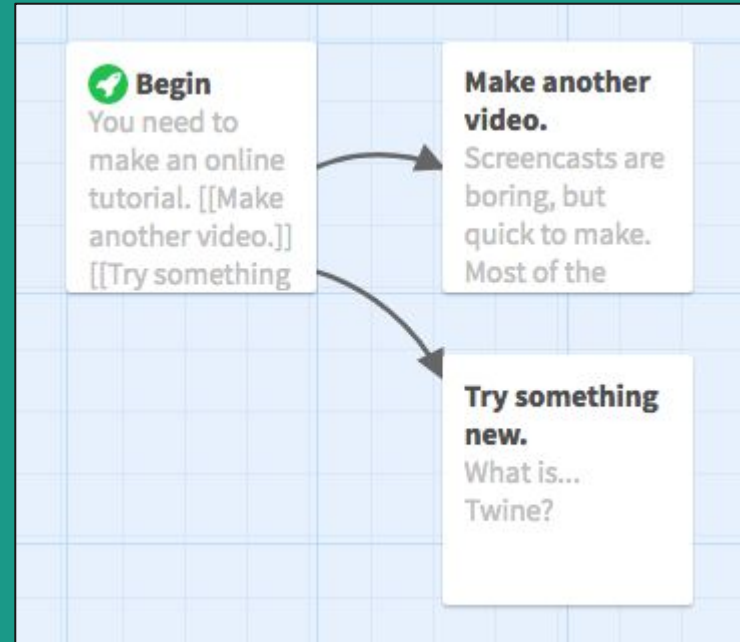 Begin
You need to
make an online
tutorial. [[Make
another video.]]
[[Try something
Make another
video.
Screencasts are
boring, but
quick to make.
Most of the
Try something
new.
What is...
Twine?